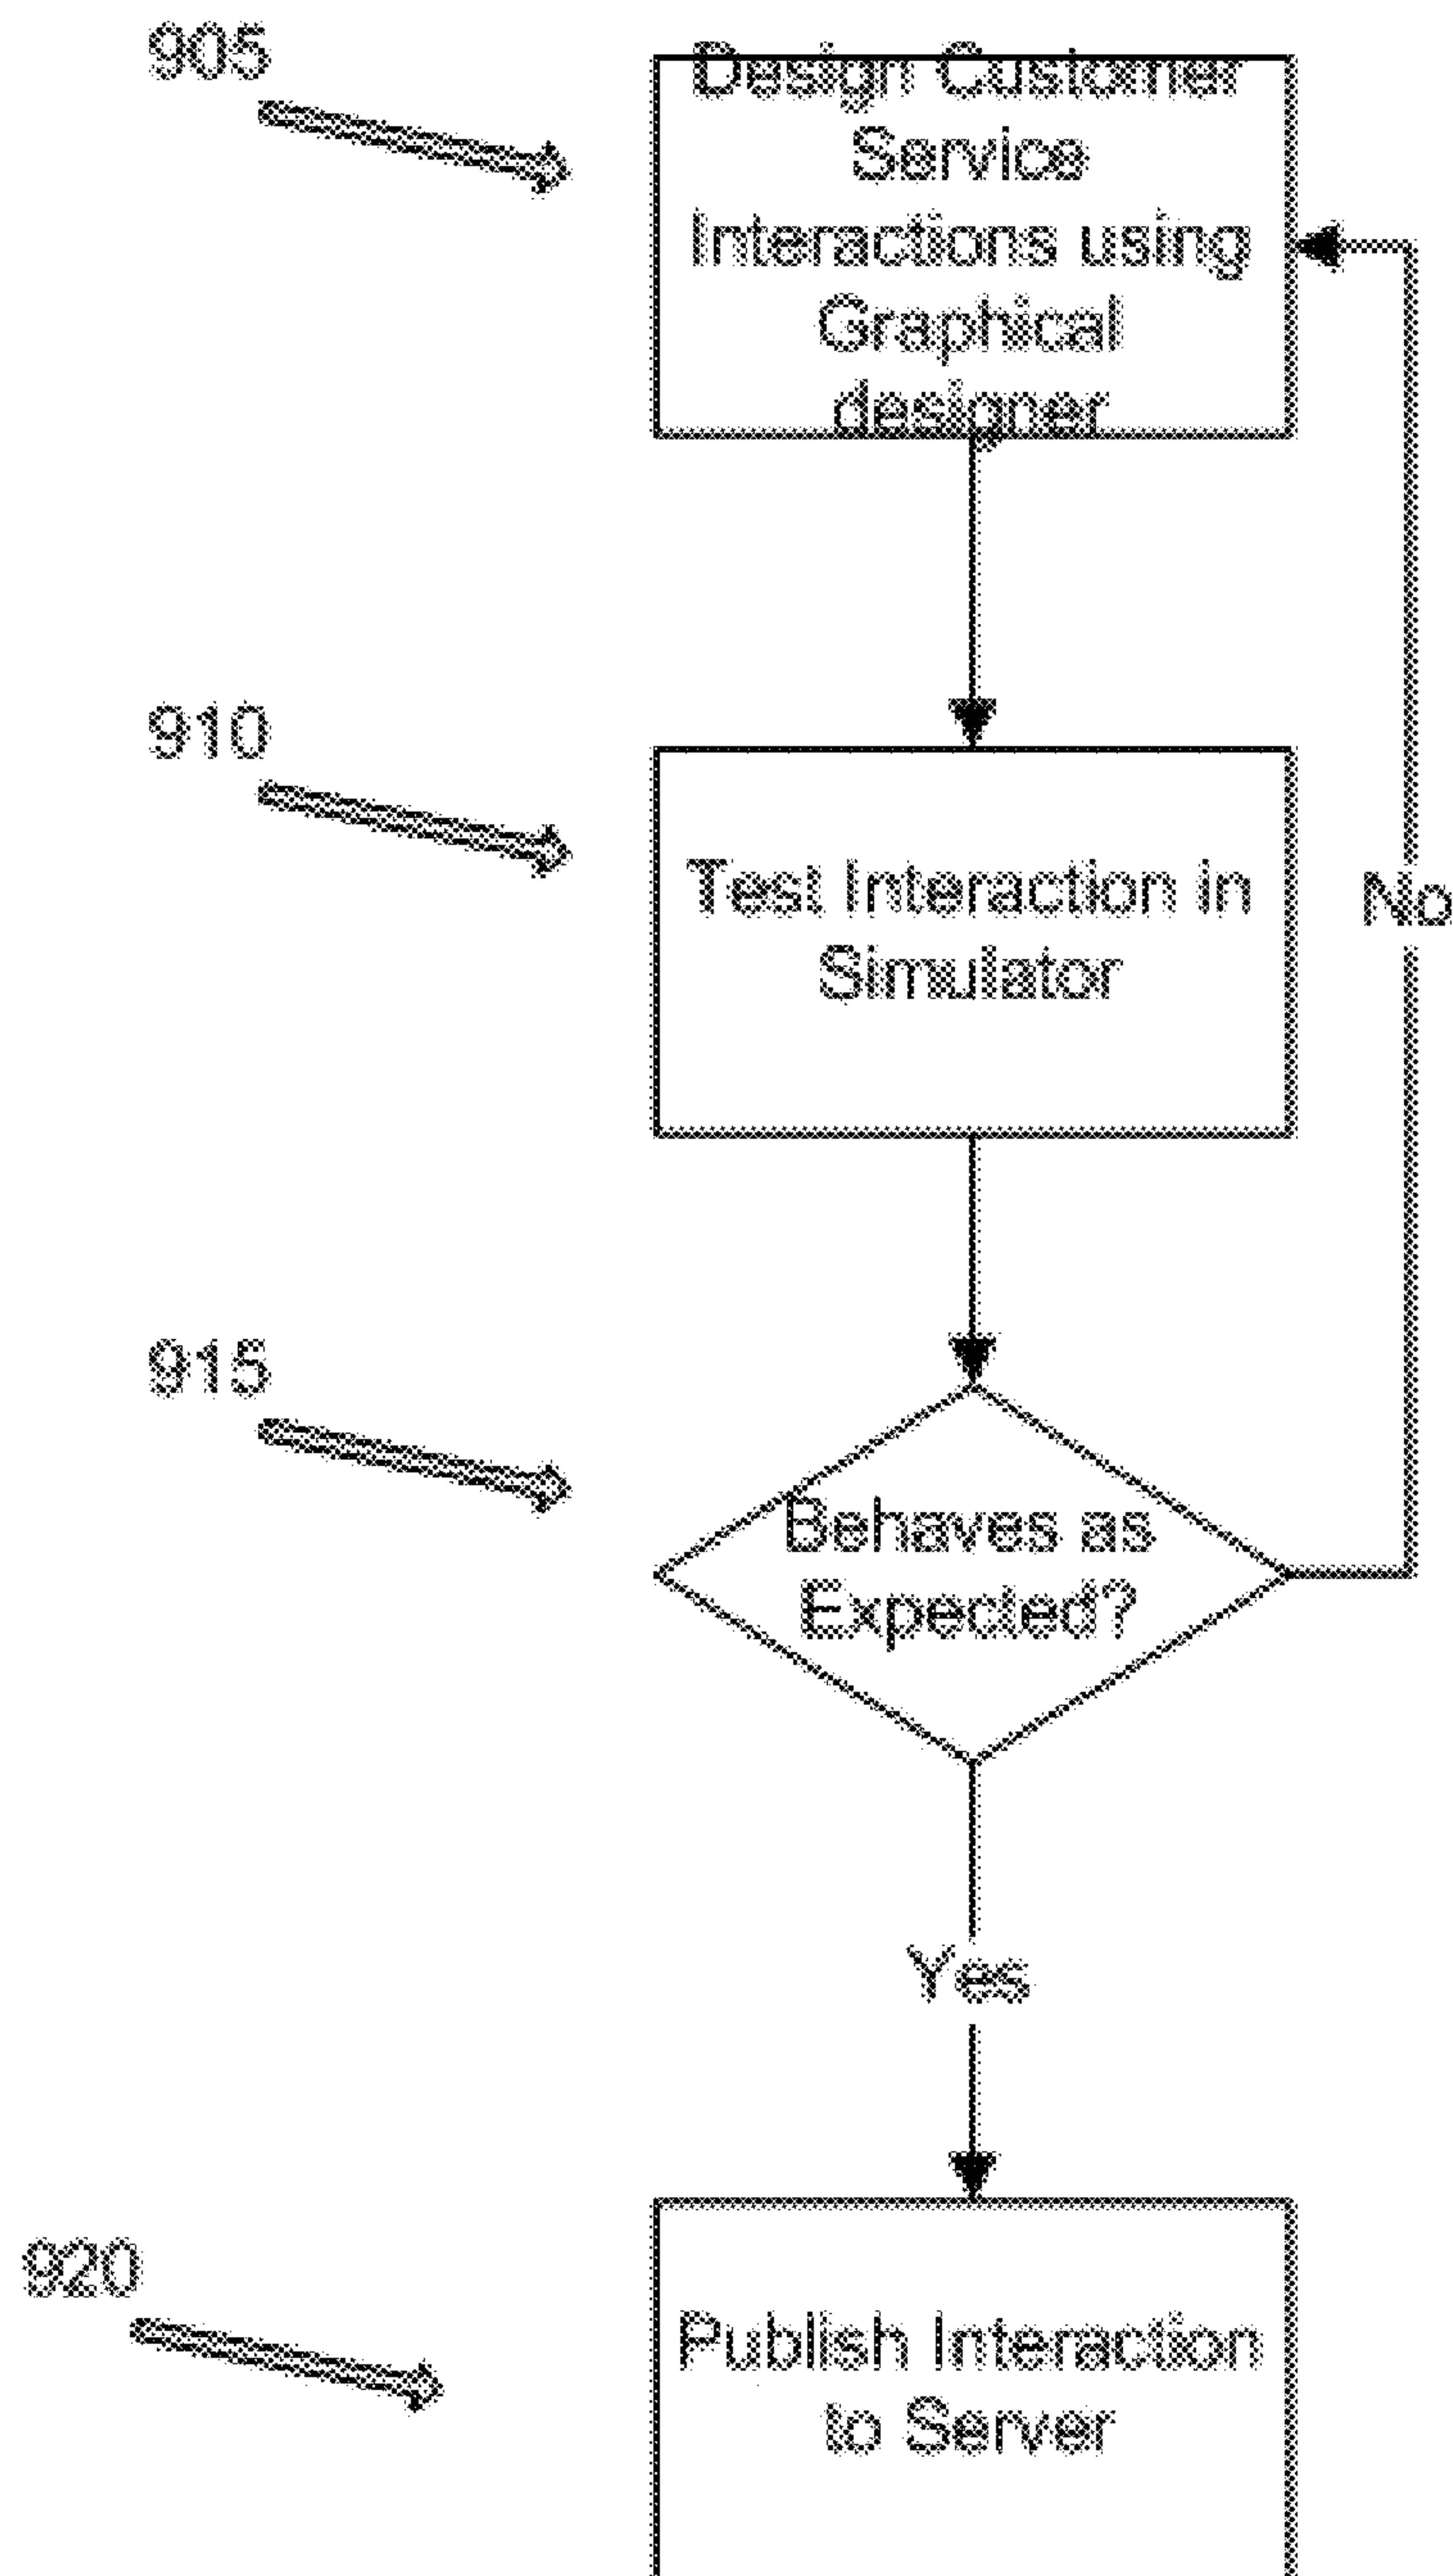 905
Design Customer
Service
Interactions using
Graphical
designer
910
Test Interaction in
Simulator
No
915
Behaves as
Expected?
Yes
920
Publish Interaction
to Server